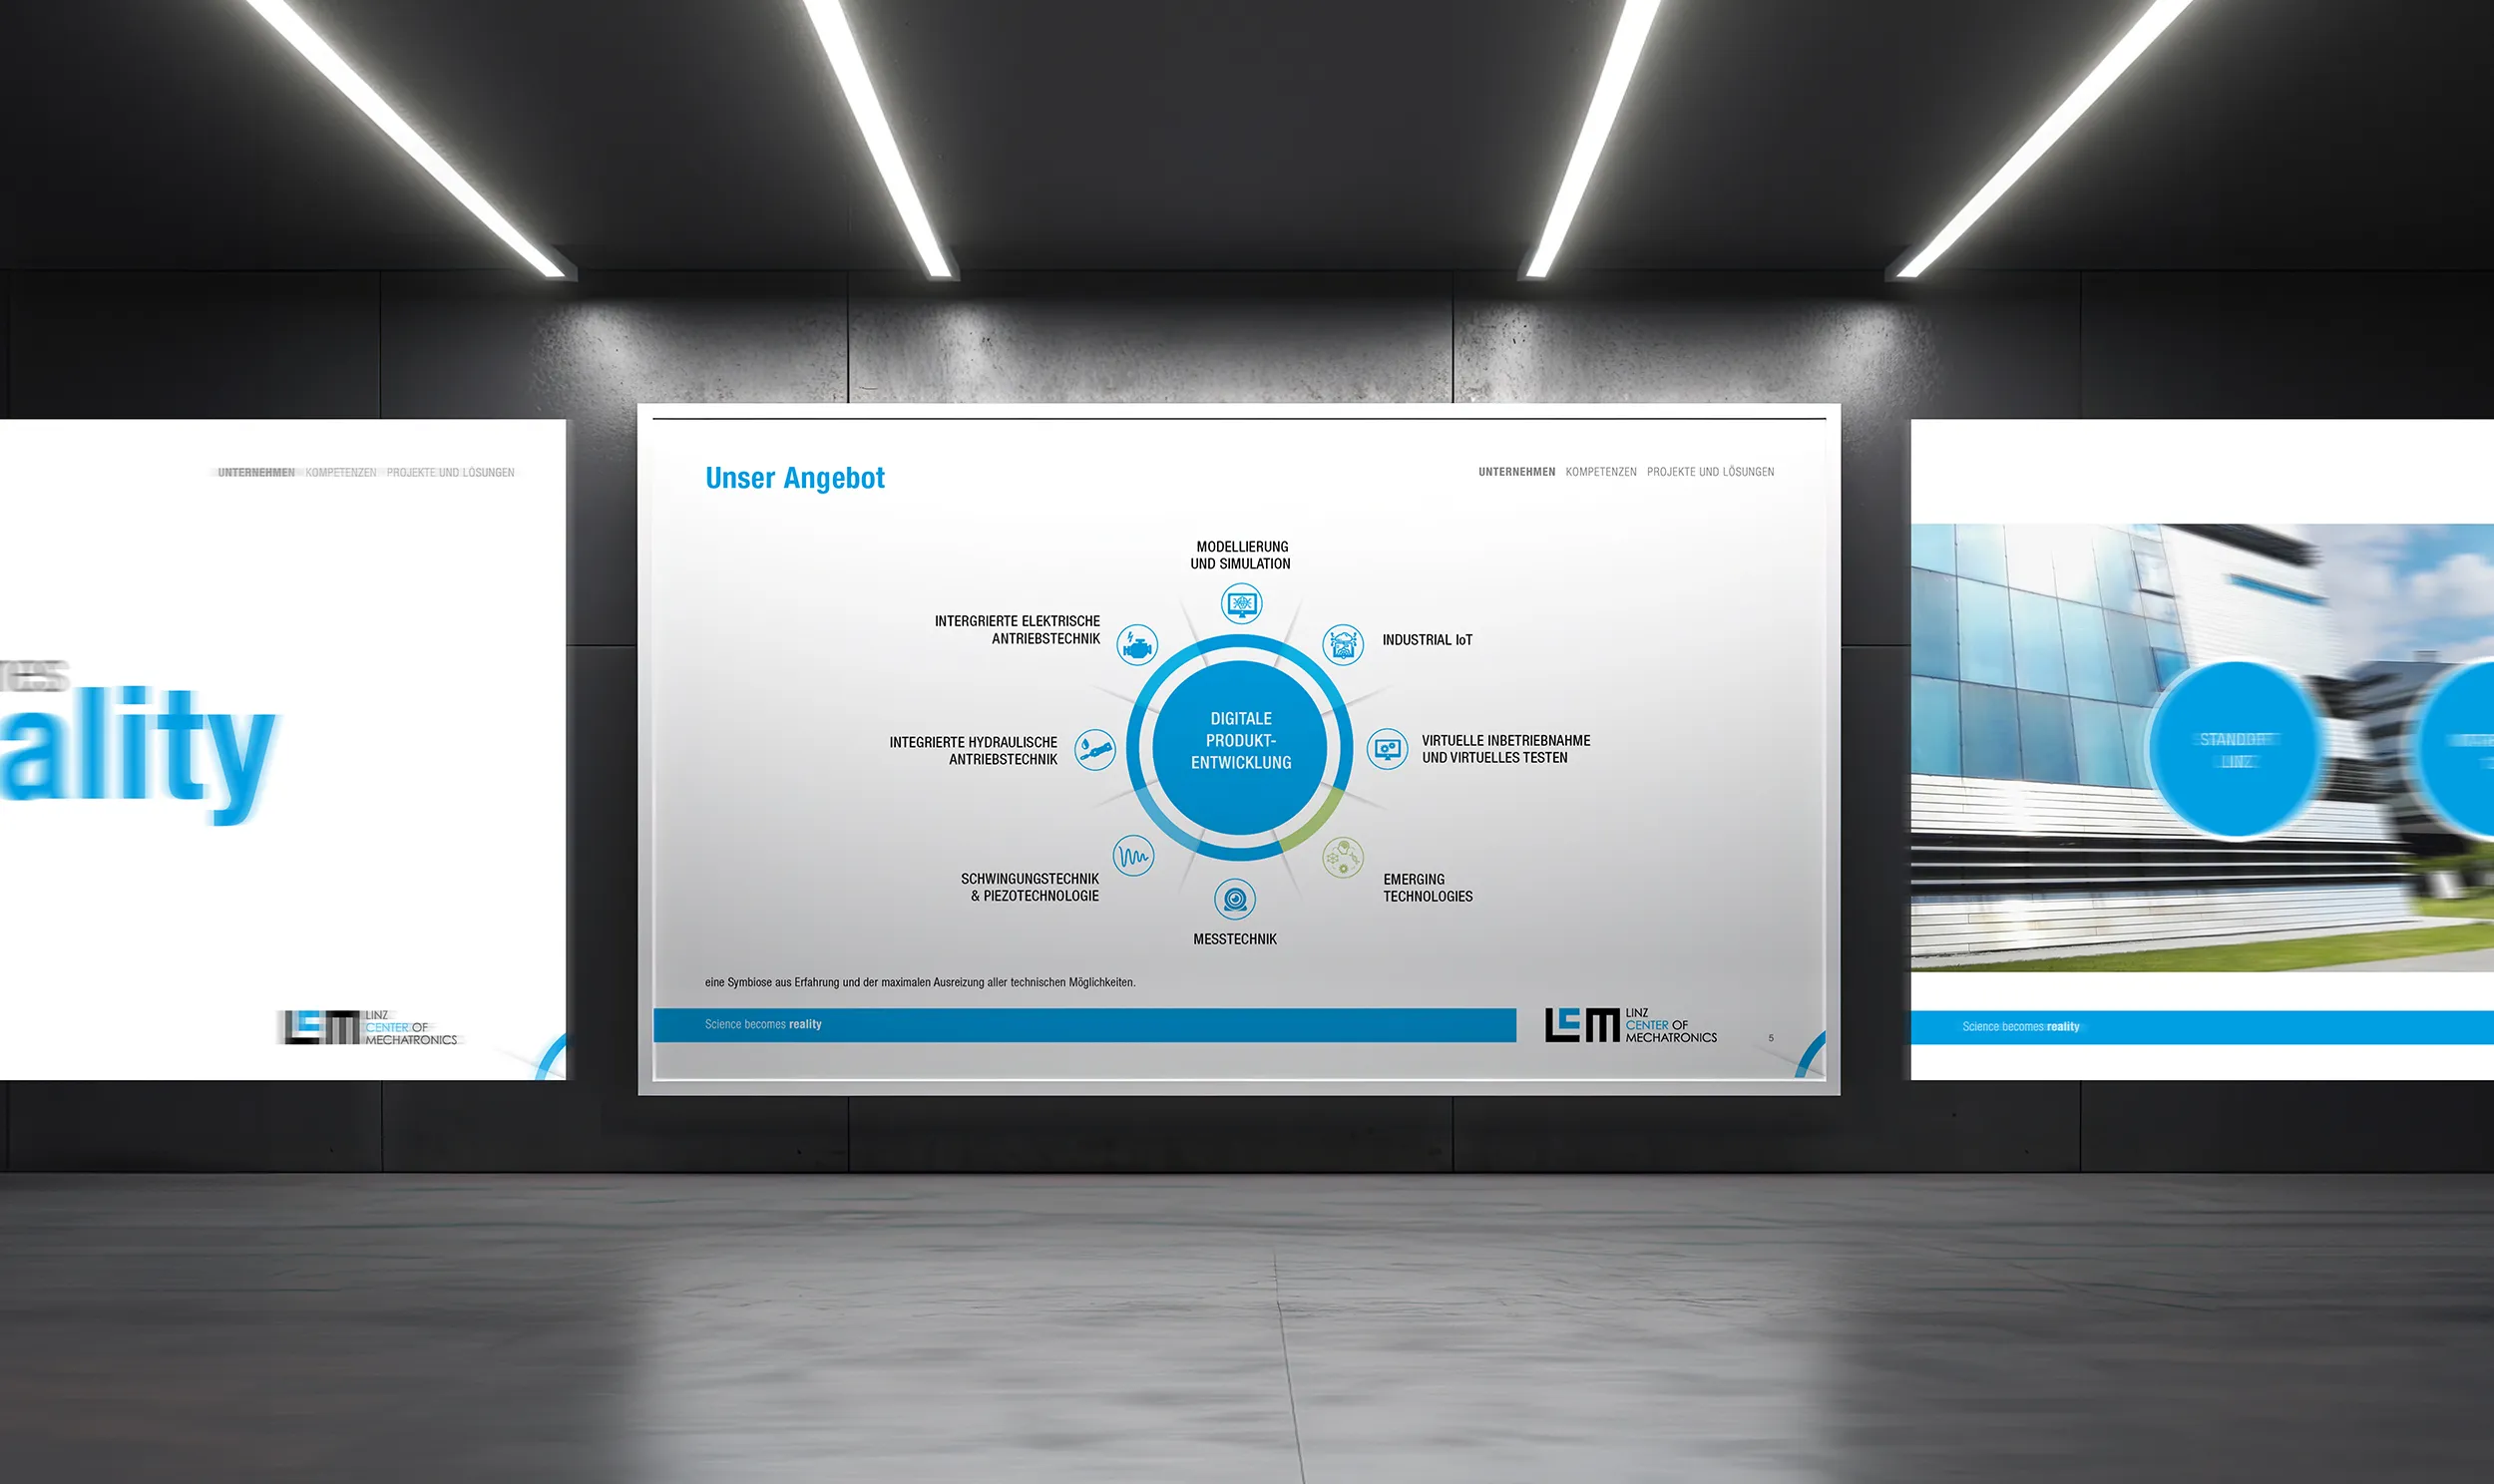 UNTERNEHMEN KOMPETENZEN PROJEKTE UND LÖSUNGEN
ality
LINZ
CENTER OF
MECHATRONICS
Unser Angebot
UNTERNEHMEN KOMPETENZEN PROJEKTE UND LÖSUNGEN
MODELLIERUNG
UND SIMULATION
INTERGRIERTE ELEKTRISCHE
ANTRIEBSTECHNIK
INDUSTRIAL IoT
DIGITALE
PRODUKT-
ENTWICKLUNG
INTEGRIERTE HYDRAULISCHE
ANTRIEBSTECHNIK
VIRTUELLE INBETRIEBNAHME
UND VIRTUELLES TESTEN
SCHWINGUNGSTECHNIK
& PIEZOTECHNOLOGIE
EMERGING
TECHNOLOGIES
MESSTECHNIK
eine Symbiose aus Erfahrung und der maximalen Ausreizung aller technischen Möglichkeiten.
Science becomes reality
LCM
LINZ
CENTER OF
MECHATRONICS
5
STANDORT
LINZ
Science becomes reality